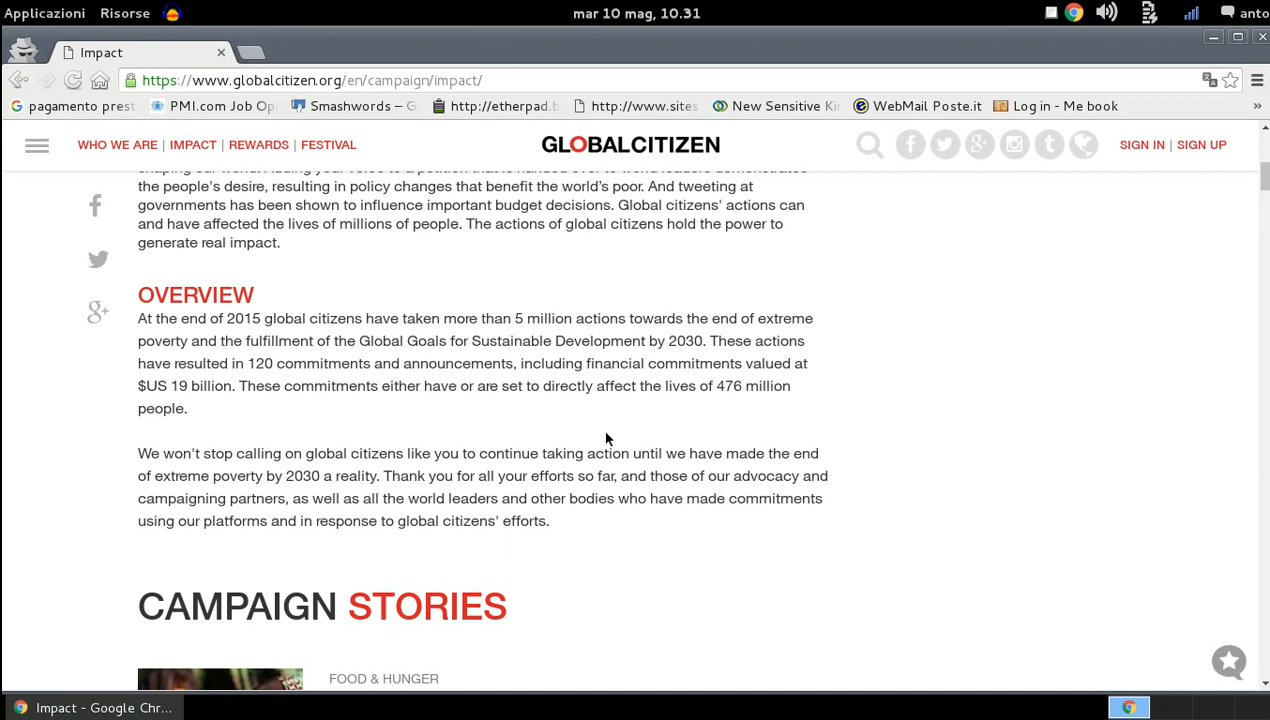 Applicazioni Risorse mar 10 mag, 10.31 anto
Impact
https://www.globalcitizen.org/en/campaign/impact/
pagamento prest PMI.com Job Op Smashwords – G http://etherpad.b http://www.sites New Sensitive Ki WebMail Poste.it Log in - Me book »
WHO WE ARE | IMPACT | REWARDS | FESTIVAL GLOBALCITIZEN SIGN IN | SIGN UP
the people's desire, resulting in policy changes that benefit the world's poor. And tweeting at
governments has been shown to influence important budget decisions. Global citizens' actions can
and have affected the lives of millions of people. The actions of global citizens hold the power to
generate real impact.
OVERVIEW
At the end of 2015 global citizens have taken more than 5 million actions towards the end of extreme
poverty and the fulfillment of the Global Goals for Sustainable Development by 2030. These actions
have resulted in 120 commitments and announcements, including financial commitments valued at
$US 19 billion. These commitments either have or are set to directly affect the lives of 476 million
people.
We won't stop calling on global citizens like you to continue taking action until we have made the end
of extreme poverty by 2030 a reality. Thank you for all your efforts so far, and those of our advocacy and
campaigning partners, as well as all the world leaders and other bodies who have made commitments
using our platforms and in response to global citizens' efforts.
CAMPAIGN STORIES
FOOD & HUNGER
Impact - Google Chr...